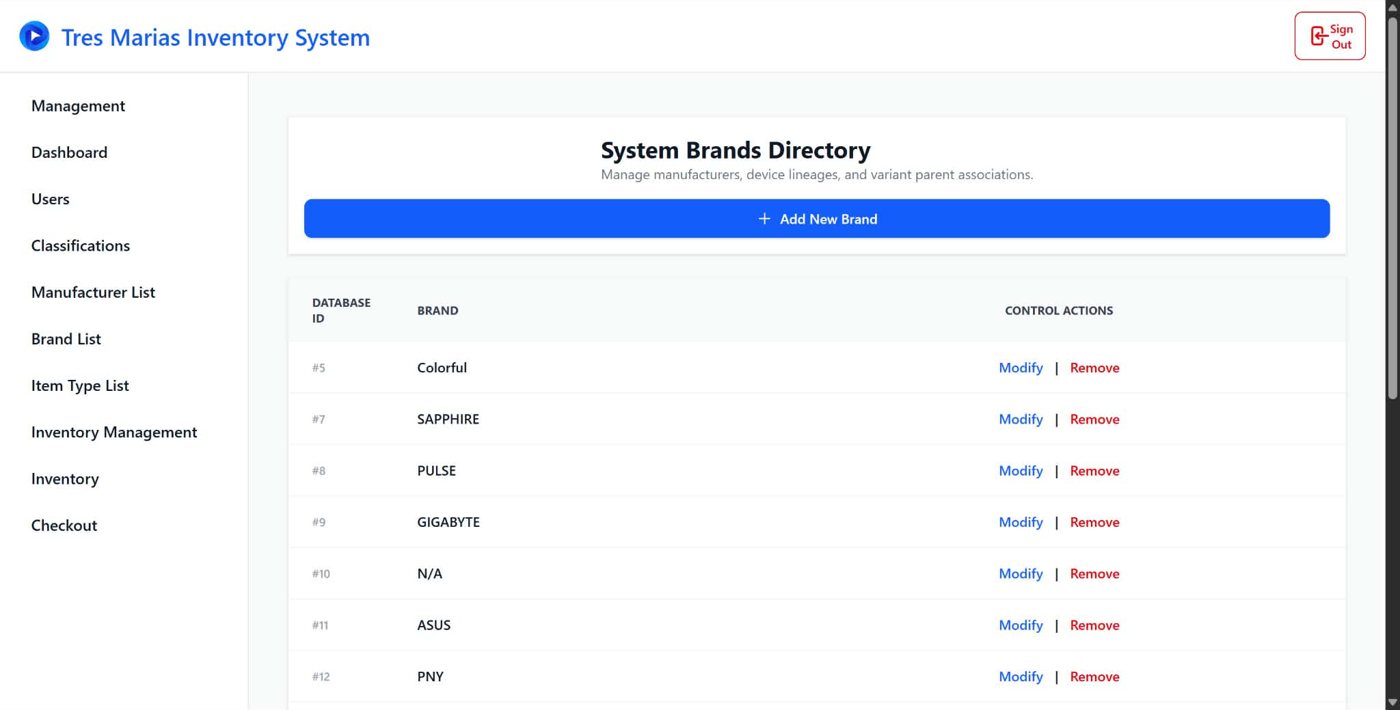 Tres Marias Inventory System
Sign
Out
Management
Dashboard
Users
Classifications
Manufacturer List
Brand List
Item Type List
Inventory Management
Inventory
Checkout
System Brands Directory
Manage manufacturers, device lineages, and variant parent associations.
+ Add New Brand
DATABASE
ID
BRAND
CONTROL ACTIONS
#5 Colorful Modify | Remove
#7 SAPPHIRE Modify | Remove
#8 PULSE Modify | Remove
#9 GIGABYTE Modify | Remove
#10 N/A Modify | Remove
#11 ASUS Modify | Remove
#12 PNY Modify | Remove